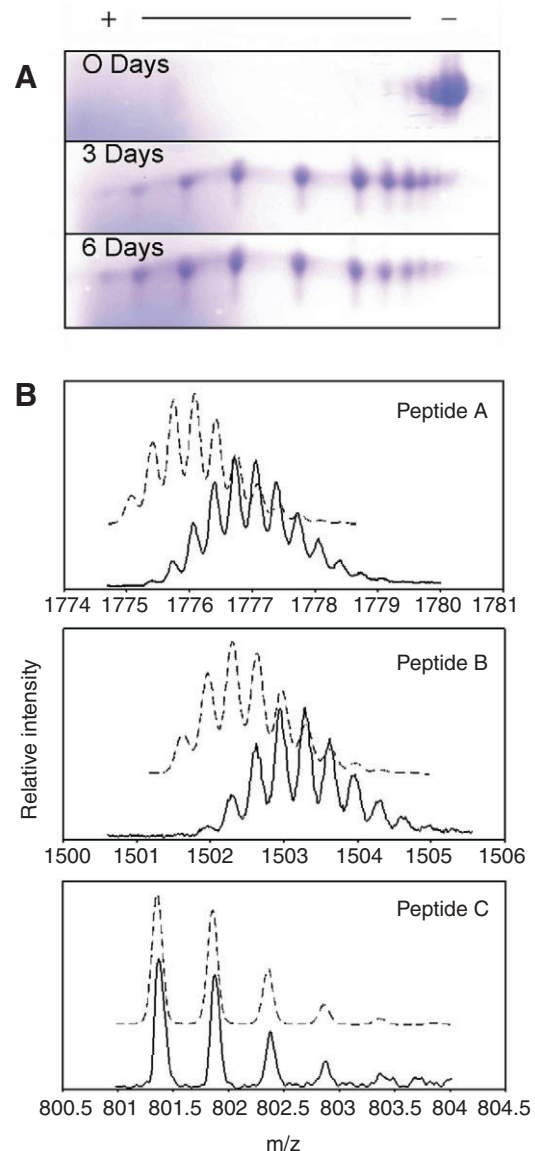 + −
A
O Days
3 Days
6 Days
B
Peptide A
1774 1775 1776 1777 1778 1779 1780 1781
Peptide B
1500 1501 1502 1503 1504 1505 1506
Peptide C
800.5 801 801.5 802 802.5 803 803.5 804 804.5
Relative intensity
m/z